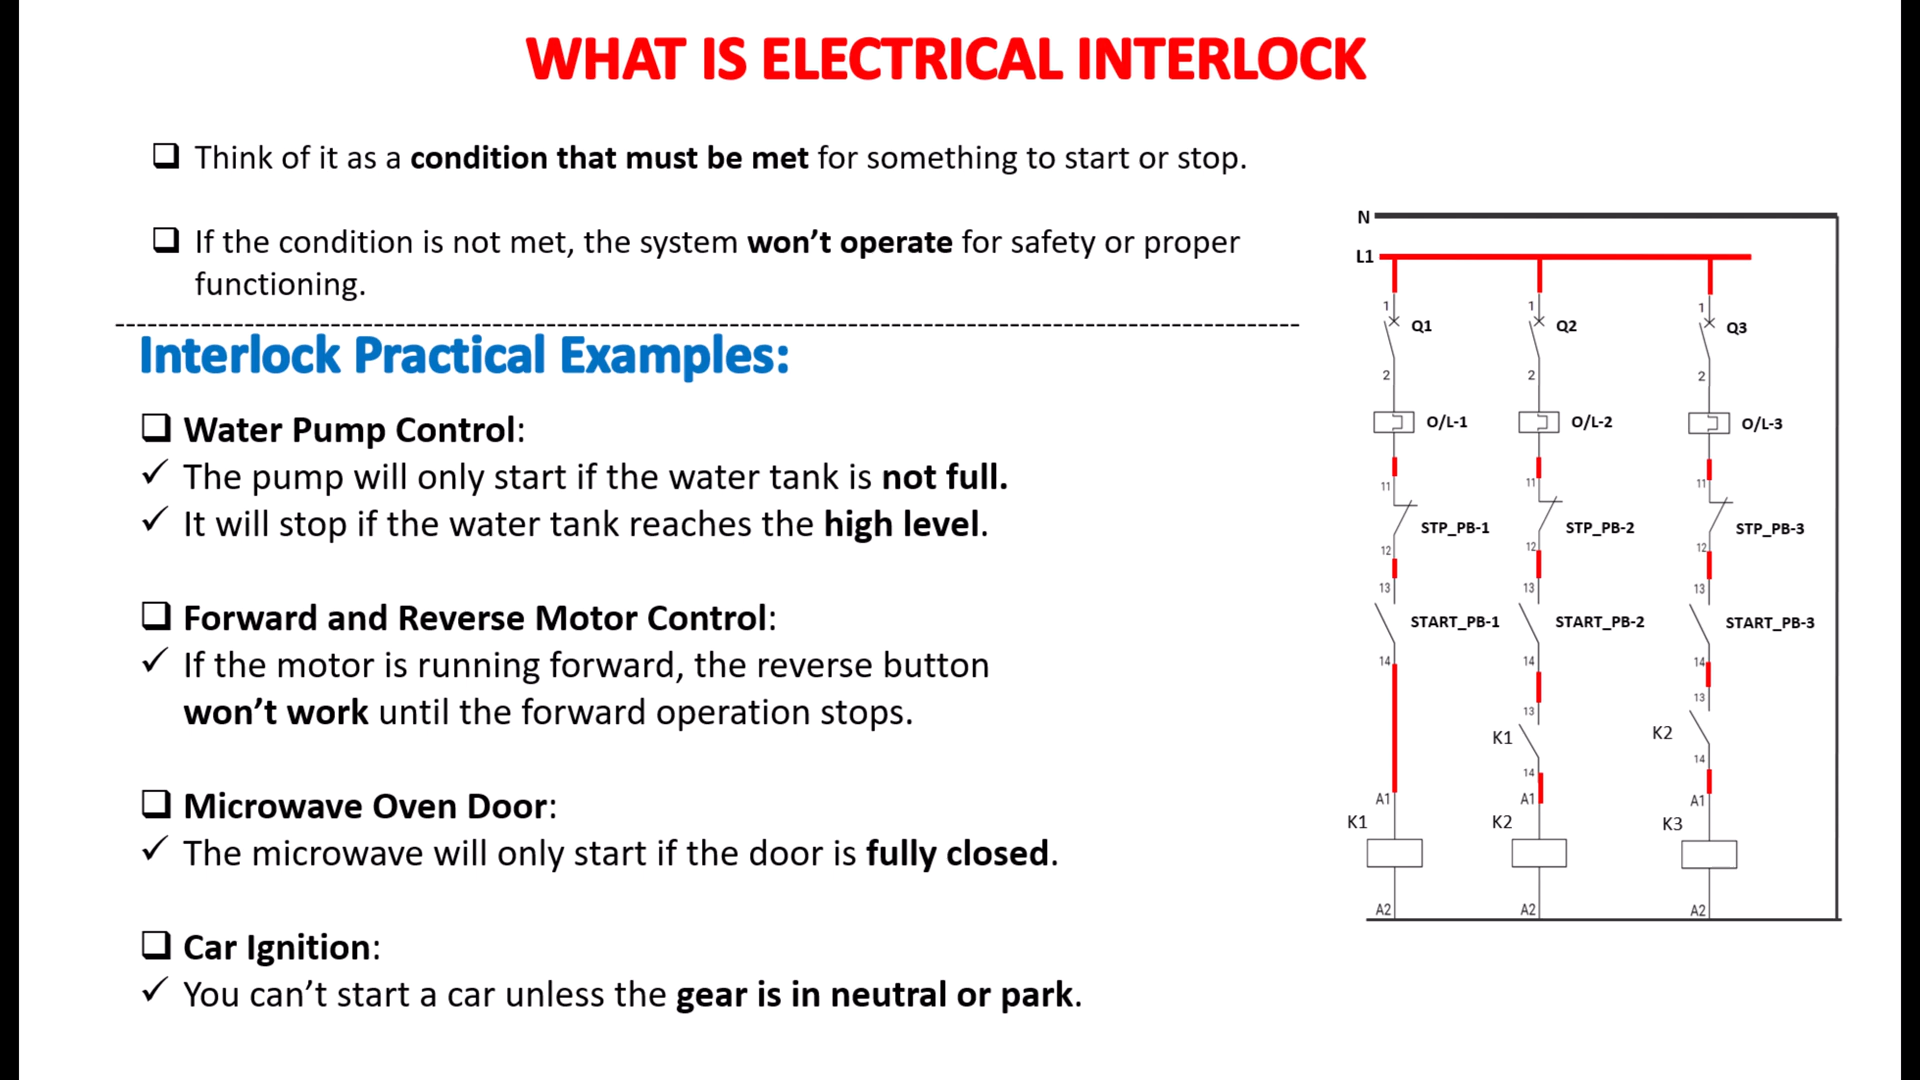 WHAT IS ELECTRICAL INTERLOCK
Think of it as a condition that must be met for something to start or stop.
If the condition is not met, the system won’t operate for safety or proper
functioning.
Interlock Practical Examples:
Water Pump Control:
The pump will only start if the water tank is not full.
It will stop if the water tank reaches the high level.
Forward and Reverse Motor Control:
If the motor is running forward, the reverse button
won’t work until the forward operation stops.
Microwave Oven Door:
The microwave will only start if the door is fully closed.
Car Ignition:
You can’t start a car unless the gear is in neutral or park.
N
L1
1 1 1
Q1 Q2 Q3
2 2 2
O/L-1 O/L-2 O/L-3
11 11 11
STP_PB-1 STP_PB-2 STP_PB-3
12 12 12
13 13 13
START_PB-1 START_PB-2 START_PB-3
14 14 14
13 13
K1 K2
14 14
A1 A1 A1
K1 K2 K3
A2 A2 A2